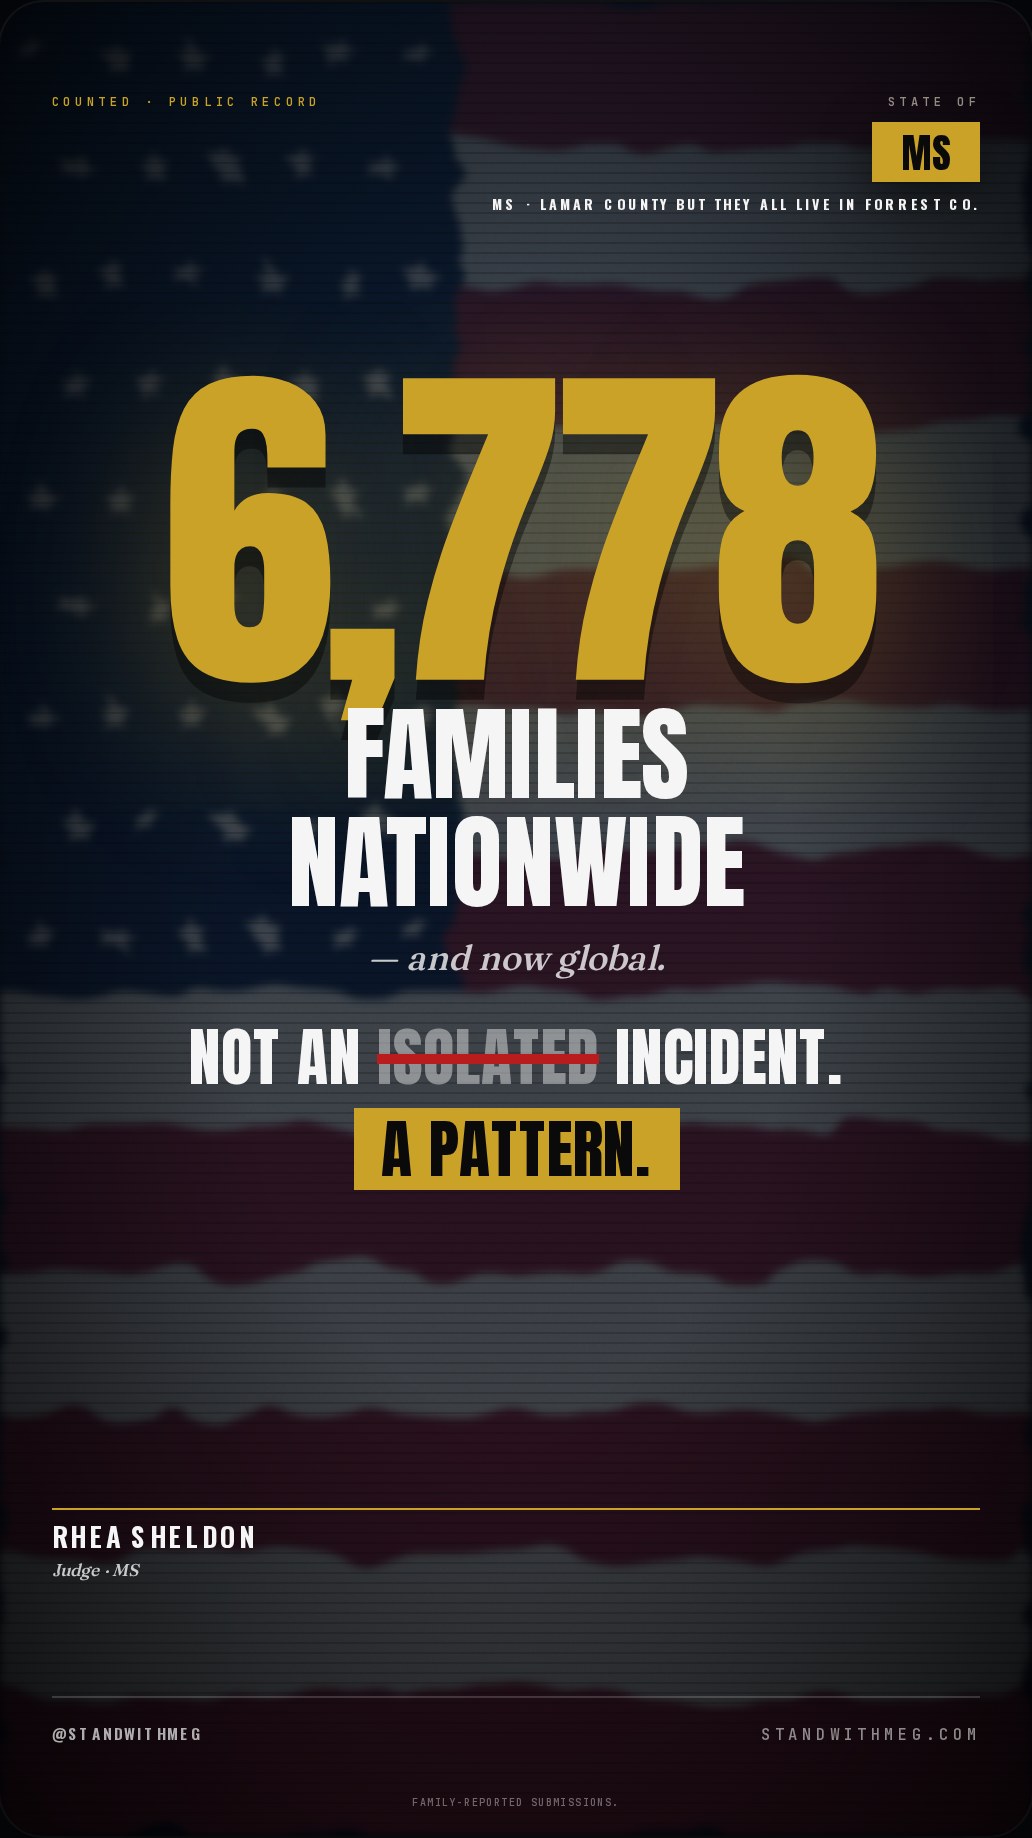 COUNTED · PUBLIC RECORD
STATE OF
MS
MS · LAMAR COUNTY BUT THEY ALL LIVE IN FORREST CO.
6,778
FAMILIES
NATIONWIDE
— and now global.
NOT AN ISOLATED INCIDENT.
A PATTERN.
RHEA SHELDON
Judge · MS
@STANDWITHMEG
STANDWITHMEG.COM
FAMILY-REPORTED SUBMISSIONS.